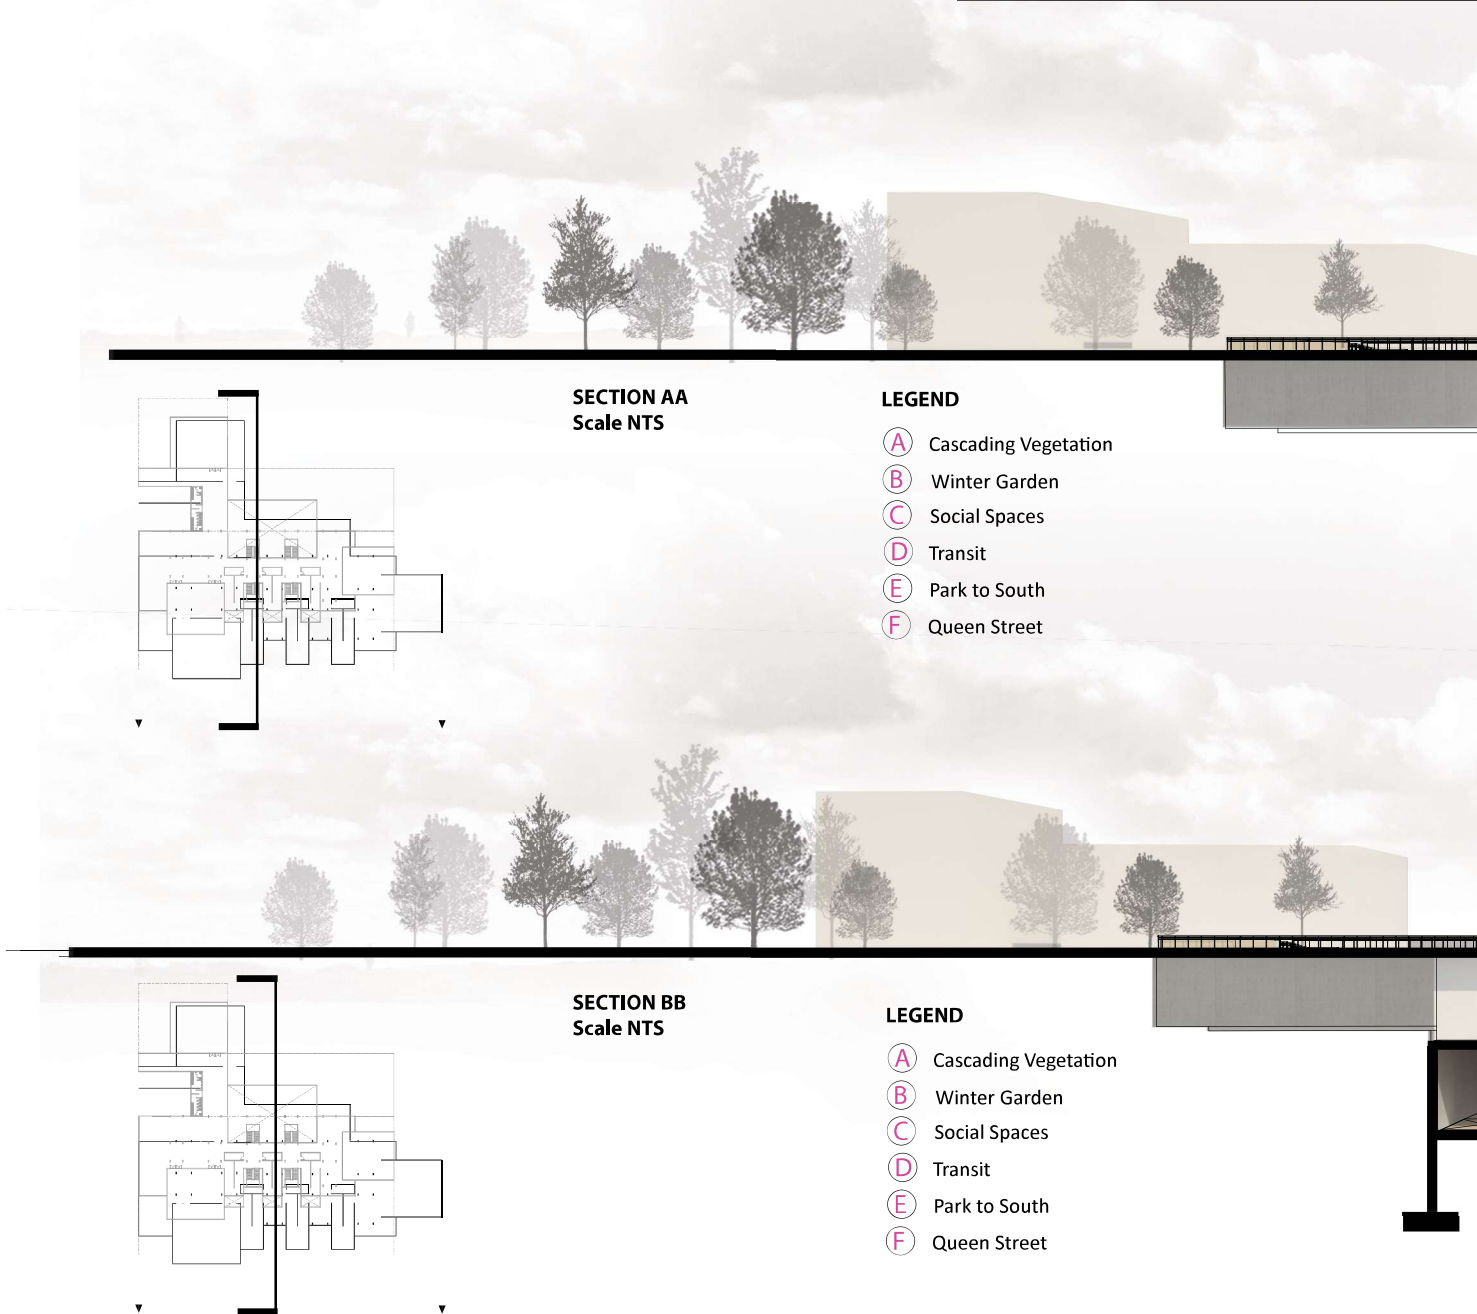 SECTION AA
Scale NTS
LEGEND
A Cascading Vegetation
B Winter Garden
C Social Spaces
D Transit
E Park to South
F Queen Street
SECTION BB
Scale NTS
LEGEND
A Cascading Vegetation
B Winter Garden
C Social Spaces
D Transit
E Park to South
F Queen Street